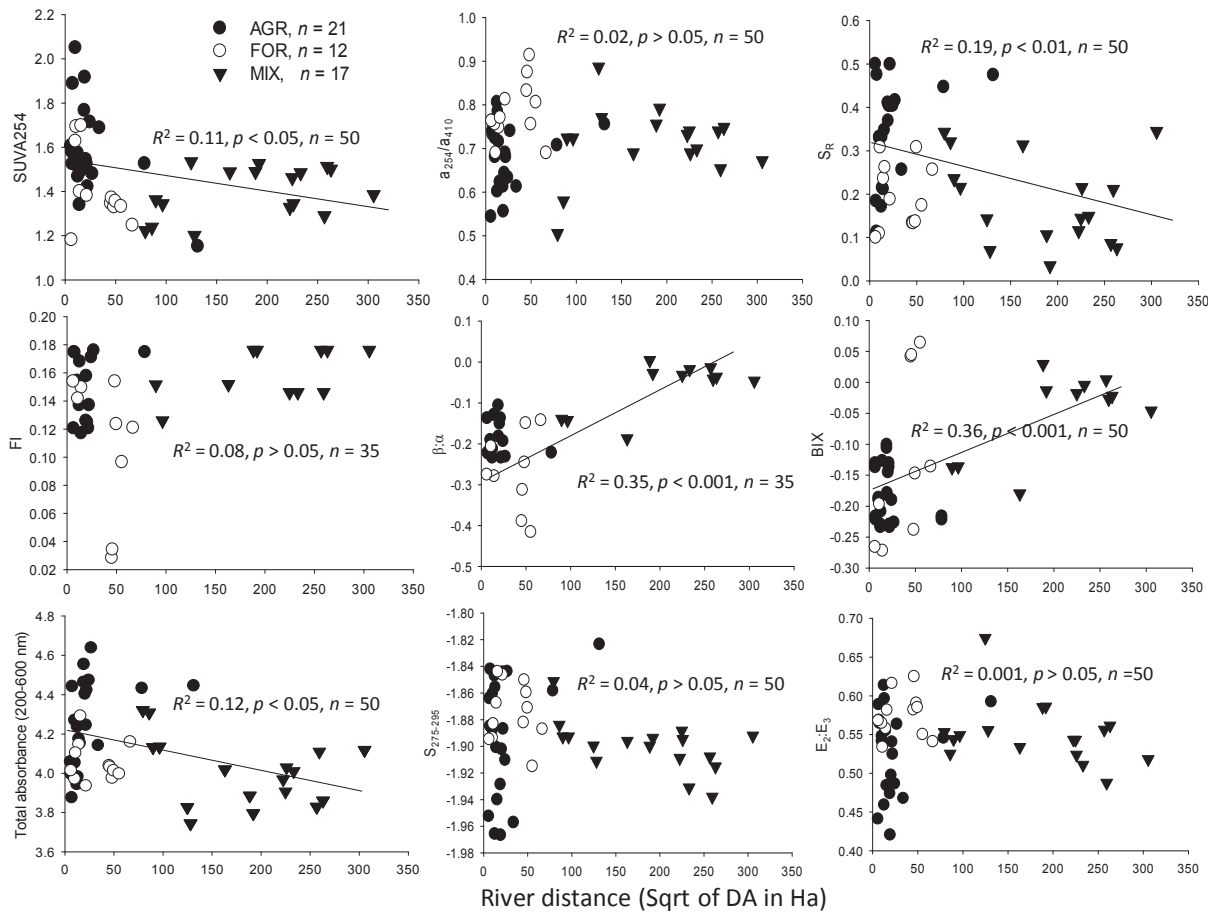 AGR, n = 21
FOR, n = 12
MIX, n = 17
SUVA254
2.2
2.0
1.8
1.6
1.4
1.2
1.0
R² = 0.11, p < 0.05, n = 50
0 50 100 150 200 250 300 350
a254/a410
1.0
0.9
0.8
0.7
0.6
0.5
0.4
R² = 0.02, p > 0.05, n = 50
0 50 100 150 200 250 300 350
SR
0.6
0.5
0.4
0.3
0.2
0.1
0.0
R² = 0.19, p < 0.01, n = 50
0 50 100 150 200 250 300 350
FI
0.20
0.18
0.16
0.14
0.12
0.10
0.08
0.06
0.04
0.02
R² = 0.08, p > 0.05, n = 35
0 50 100 150 200 250 300 350
β:α
0.1
0.0
-0.1
-0.2
-0.3
-0.4
-0.5
R² = 0.35, p < 0.001, n = 35
0 50 100 150 200 250 300 350
BIX
0.10
0.05
0.00
-0.05
-0.10
-0.15
-0.20
-0.25
-0.30
R² = 0.36, p < 0.001, n = 50
0 50 100 150 200 250 300 350
Total absorbance (200-600 nm)
4.8
4.6
4.4
4.2
4.0
3.8
3.6
R² = 0.12, p < 0.05, n = 50
0 50 100 150 200 250 300 350
S275-295
-1.80
-1.82
-1.84
-1.86
-1.88
-1.90
-1.92
-1.94
-1.96
-1.98
R² = 0.04, p > 0.05, n = 50
0 50 100 150 200 250 300 350
E2:E3
0.70
0.65
0.60
0.55
0.50
0.45
0.40
R² = 0.001, p > 0.05, n =50
0 50 100 150 200 250 300 350
River distance (Sqrt of DA in Ha)